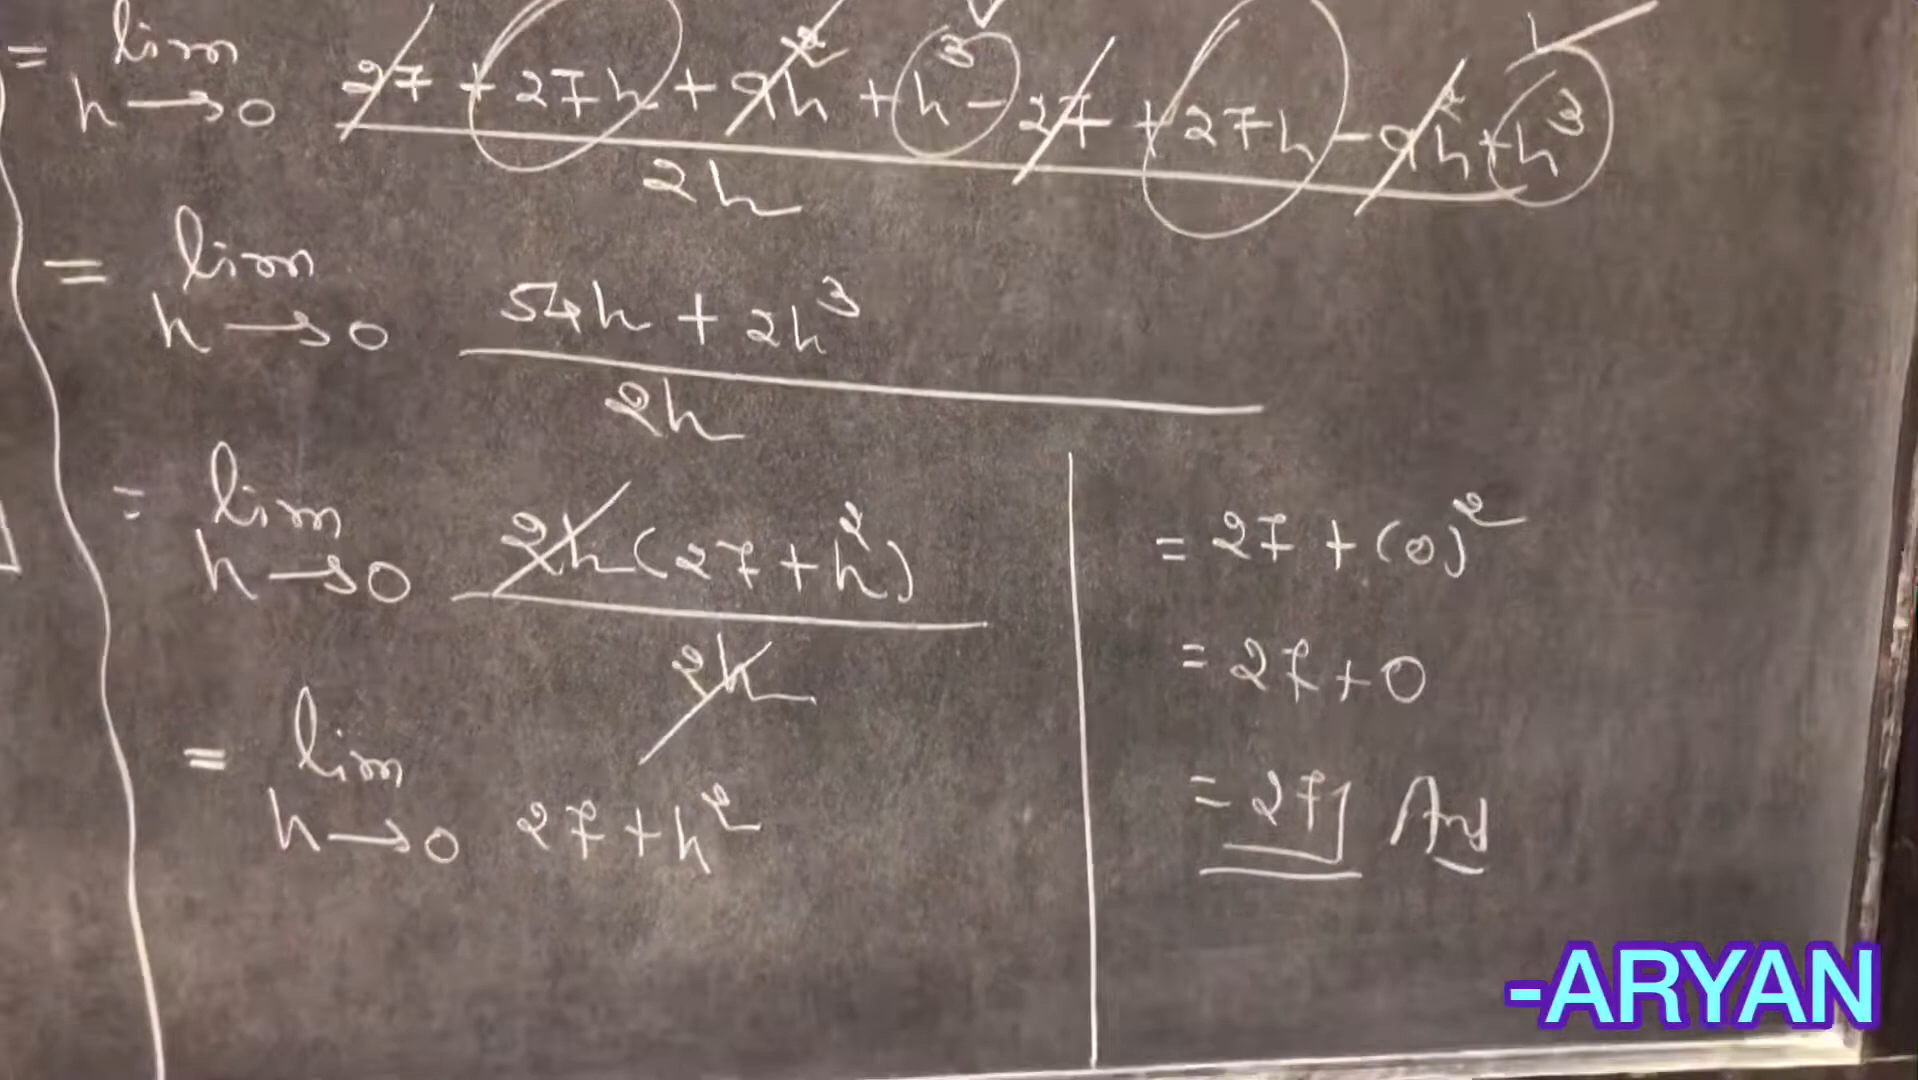 = lim h→0 (27 + 27h + 9h² + h³ - 27 + 27h - 9h² + h³) / 2h
= lim h→0 (54h + 2h³) / 2h
= lim h→0 2h(27 + h²) / 2h
= lim h→0 27 + h²
= 27 + (0)²
= 27 + 0
= 27 Ans
-ARYAN